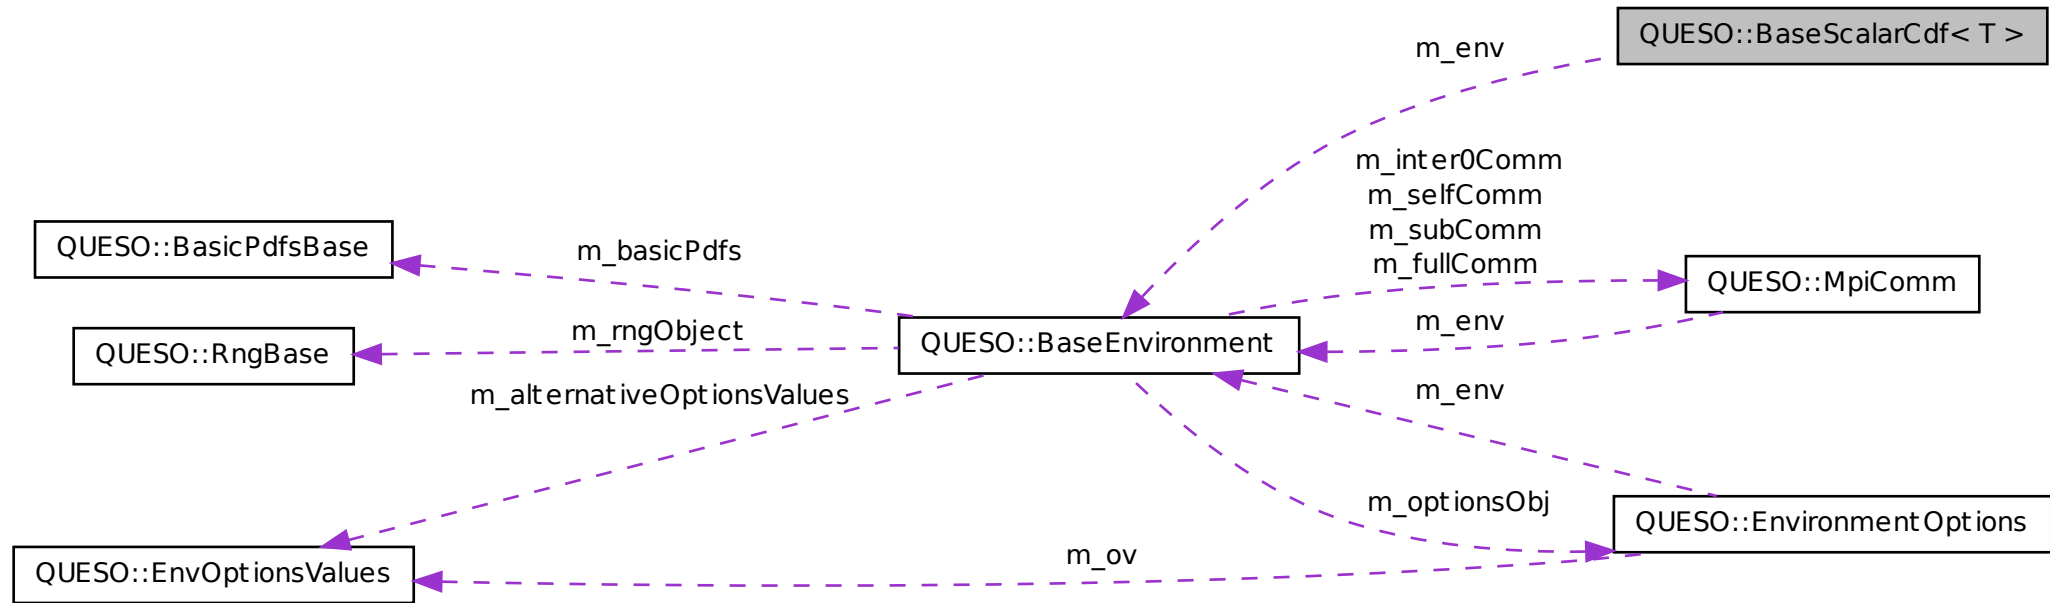 QUESO::BaseScalarCdf< T >
m_env
m_inter0Comm
m_selfComm
m_subComm
m_fullComm
QUESO::BasicPdfsBase
m_basicPdfs
QUESO::MpiComm
m_env
m_rngObject
QUESO::BaseEnvironment
QUESO::RngBase
m_alternativeOptionsValues
m_env
m_optionsObj
QUESO::EnvironmentOptions
m_ov
QUESO::EnvOptionsValues